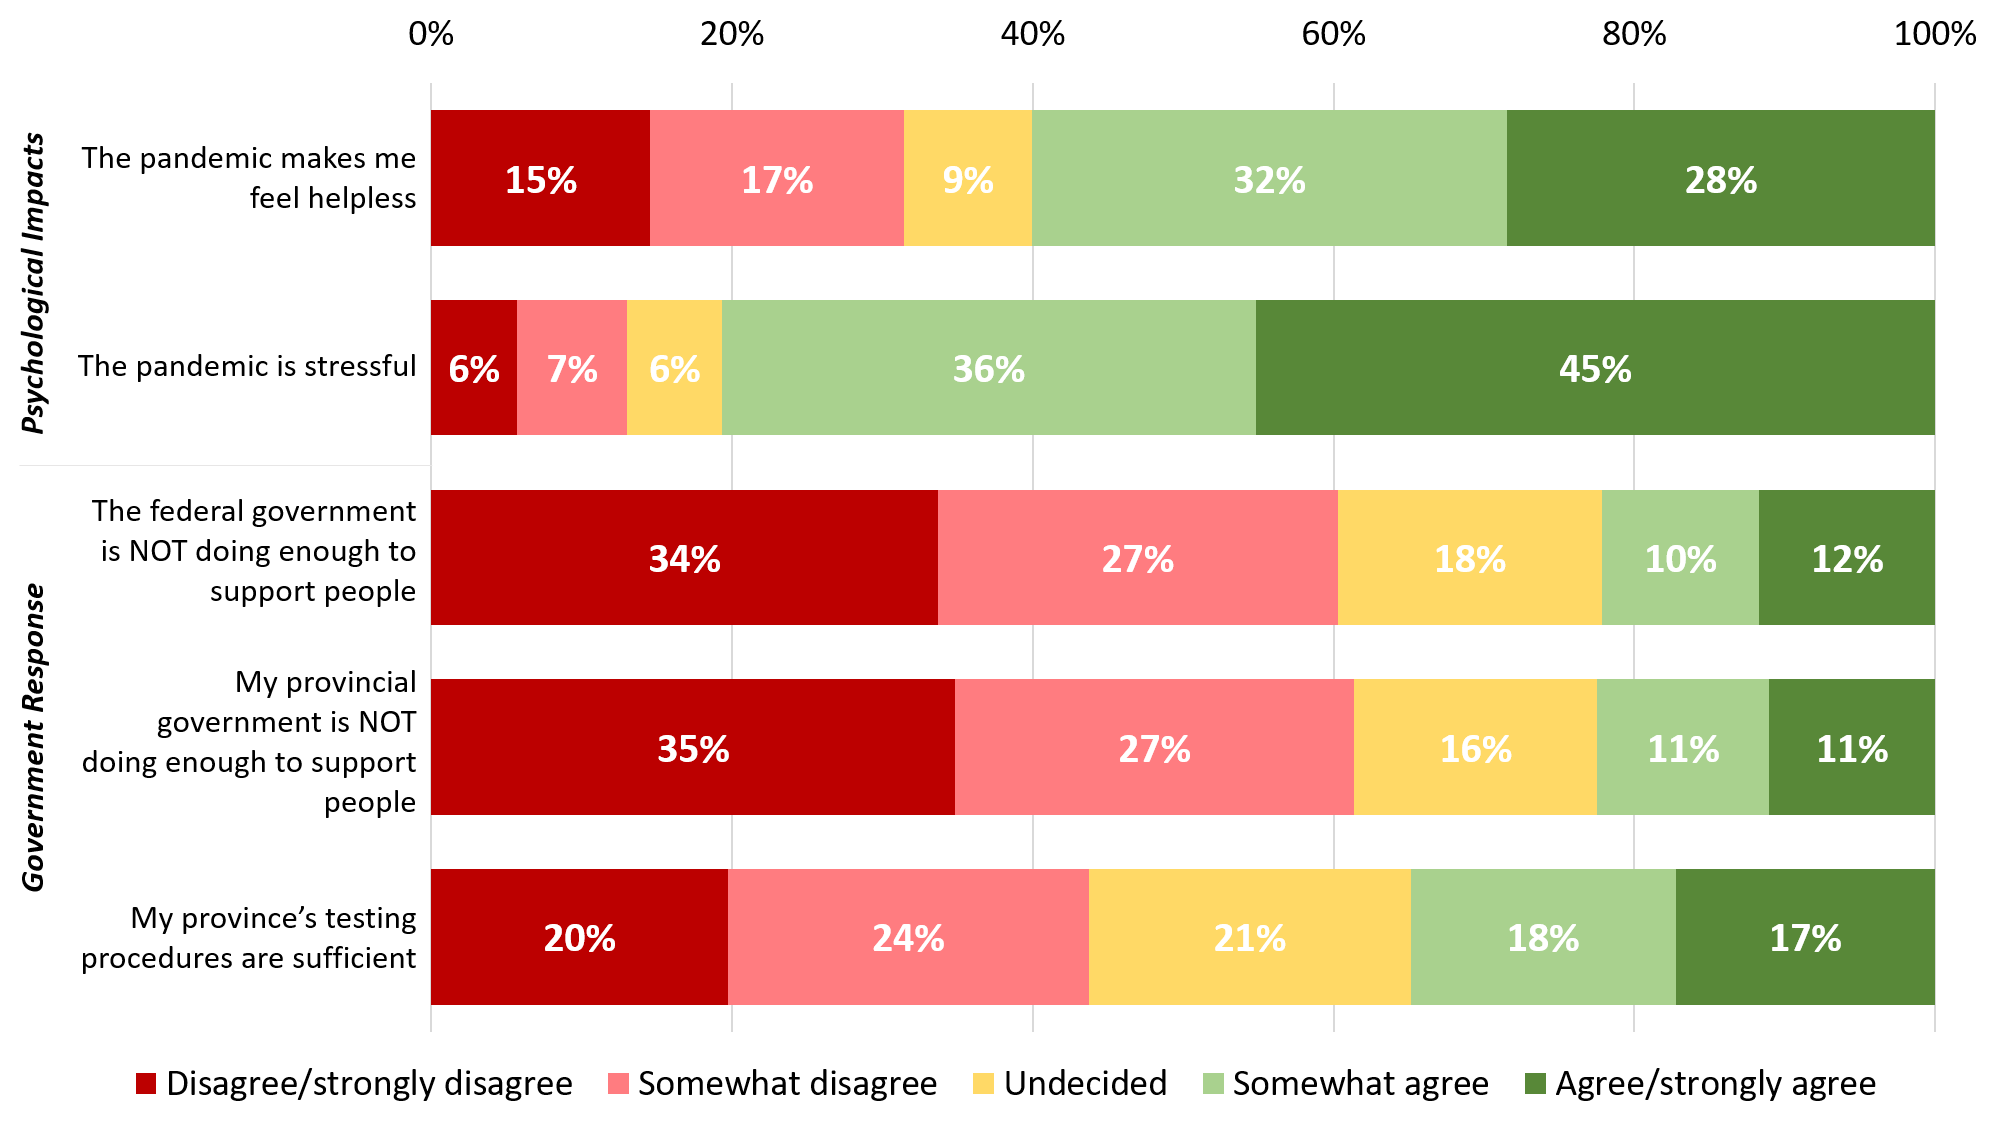 0% 20% 40% 60% 80% 100%
Psychological Impacts
The pandemic makes me
feel helpless
15% 17% 9% 32% 28%
The pandemic is stressful
6% 7% 6% 36% 45%
Government Response
The federal government
is NOT doing enough to
support people
34% 27% 18% 10% 12%
My provincial
government is NOT
doing enough to support
people
35% 27% 16% 11% 11%
My province’s testing
procedures are sufficient
20% 24% 21% 18% 17%
Disagree/strongly disagree Somewhat disagree Undecided Somewhat agree Agree/strongly agree